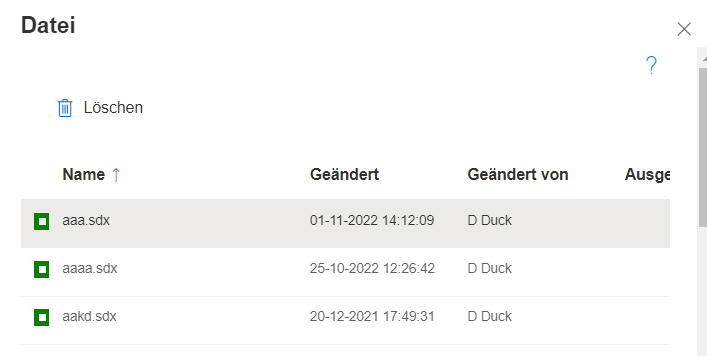 Datei
?
Löschen
Name ↑ Geändert Geändert von Ausge
aaa.sdx 01-11-2022 14:12:09 D Duck
aaaa.sdx 25-10-2022 12:26:42 D Duck
aakd.sdx 20-12-2021 17:49:31 D Duck